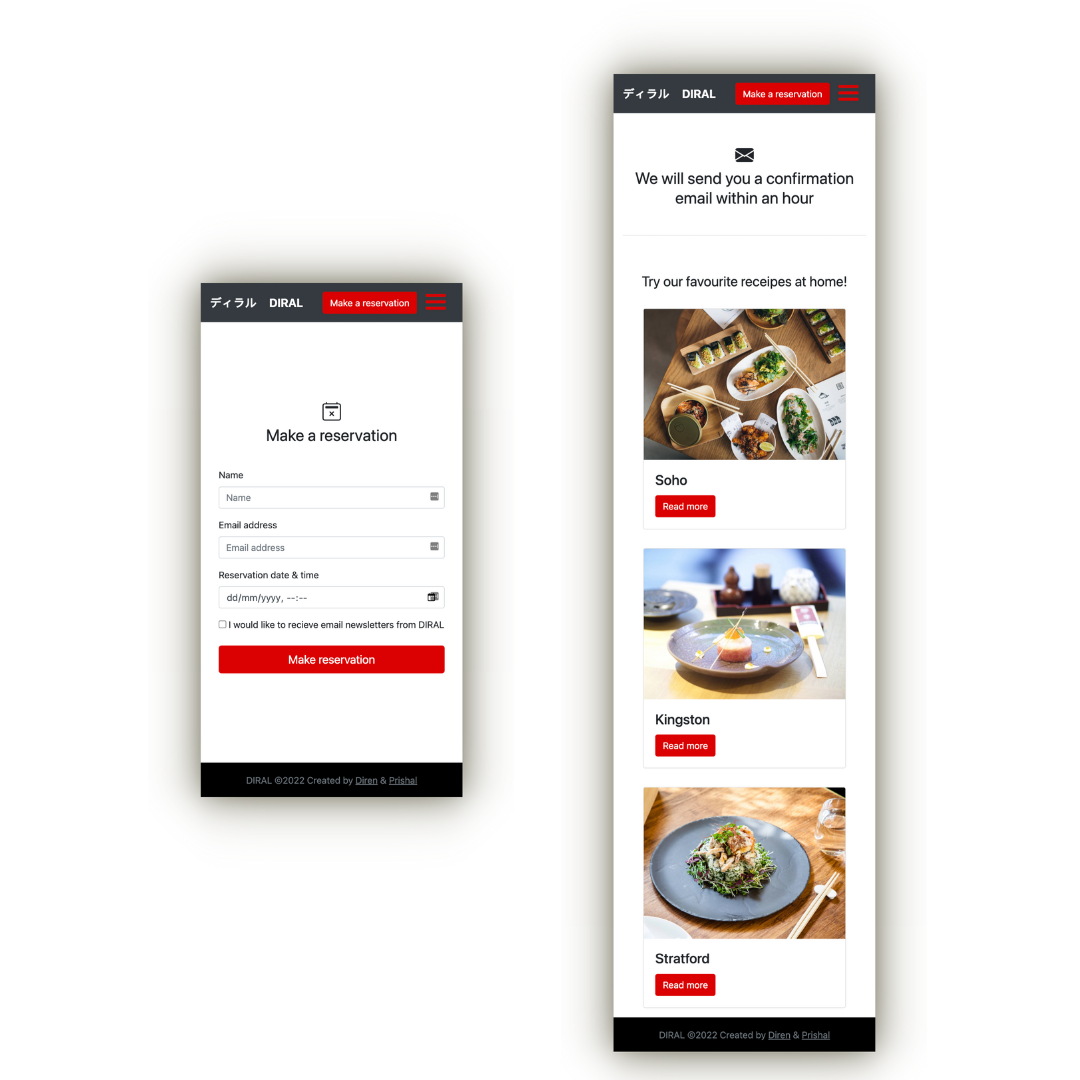 ディラル DIRAL Make a reservation
Make a reservation
Name
Name
Email address
Email address
Reservation date & time
dd/mm/yyyy, --:--
I would like to recieve email newsletters from DIRAL
Make reservation
DIRAL ©2022 Created by Diren & Prishal
ディラル DIRAL Make a reservation
We will send you a confirmation
email within an hour
Try our favourite receipes at home!
Soho
Read more
Kingston
Read more
Stratford
Read more
DIRAL ©2022 Created by Diren & Prishal